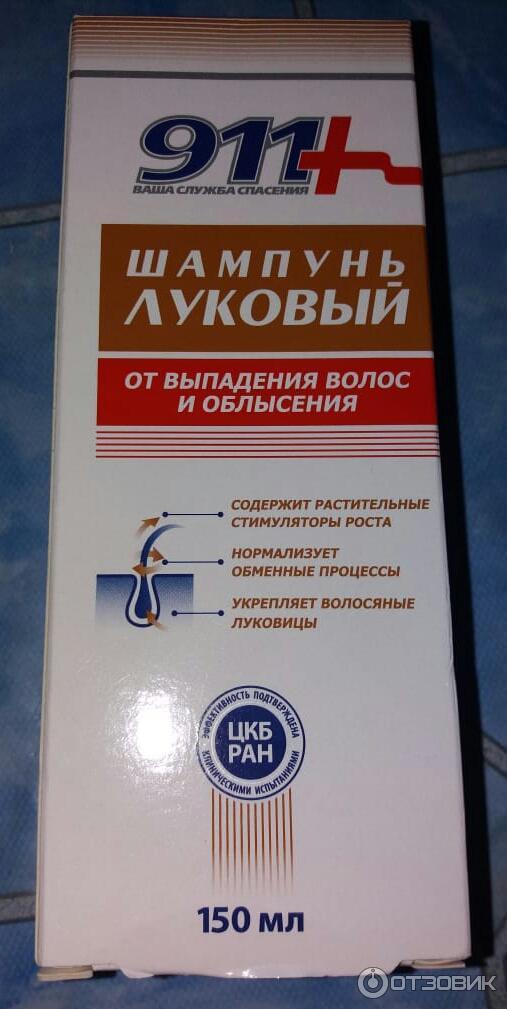 911+
ВАША СЛУЖБА СПАСЕНИЯ
ШАМПУНЬ
ЛУКОВЫЙ
ОТ ВЫПАДЕНИЯ ВОЛОС
И ОБЛЫСЕНИЯ
СОДЕРЖИТ РАСТИТЕЛЬНЫЕ
СТИМУЛЯТОРЫ РОСТА
НОРМАЛИЗУЕТ
ОБМЕННЫЕ ПРОЦЕССЫ
УКРЕПЛЯЕТ ВОЛОСЯНЫЕ
ЛУКОВИЦЫ
ЭФФЕКТИВНОСТЬ ПОДТВЕРЖДЕНА
ЦКБ
РАН
КЛИНИЧЕСКИМИ ИСПЫТАНИЯМИ
150 мл
ОТЗОВИК